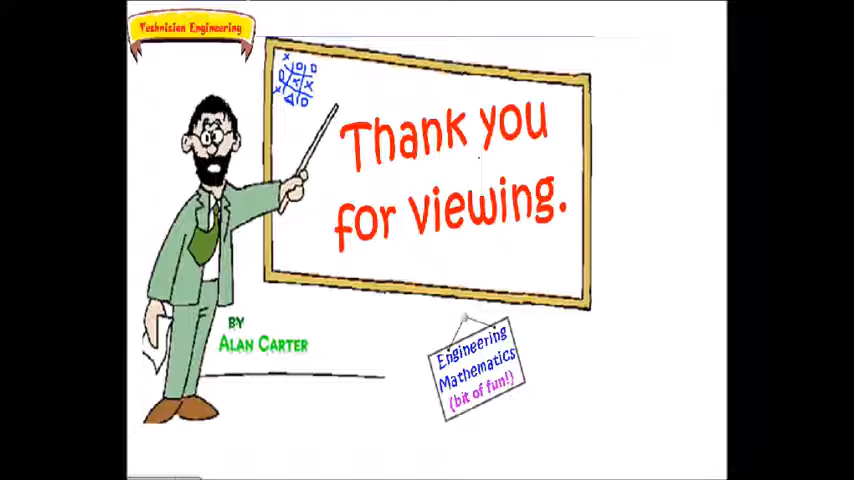 Technician Engineering
Thank you
for viewing.
BY
ALAN CARTER
Engineering
Mathematics
(bit of fun!)